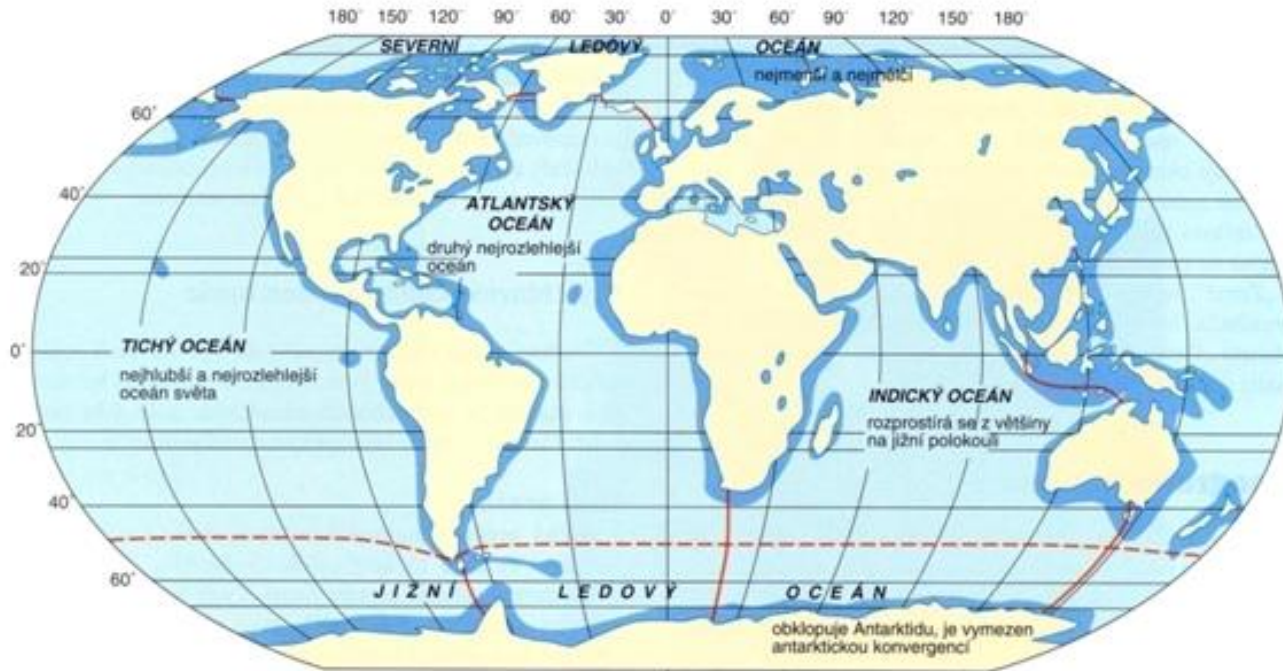 180° 150° 120° 90° 60° 30° 0° 30° 60° 90° 120° 150° 180°
SEVERNÍ LEDOVÝ OCEÁN
nejmenší a nejmělčí
60°
40°
ATLANTSKÝ
OCEÁN
druhý nejrozlehlejší
oceán
20°
TICHÝ OCEÁN
0°
nejhlubší a nejrozlehlejší
oceán světa
INDICKÝ OCEÁN
rozprostírá se z většiny
na jižní polokouli
20°
40°
60°
JIŽNÍ LEDOVÝ OCEÁN
obklopuje Antarktidu, je vymezen
antarktickou konvergencí